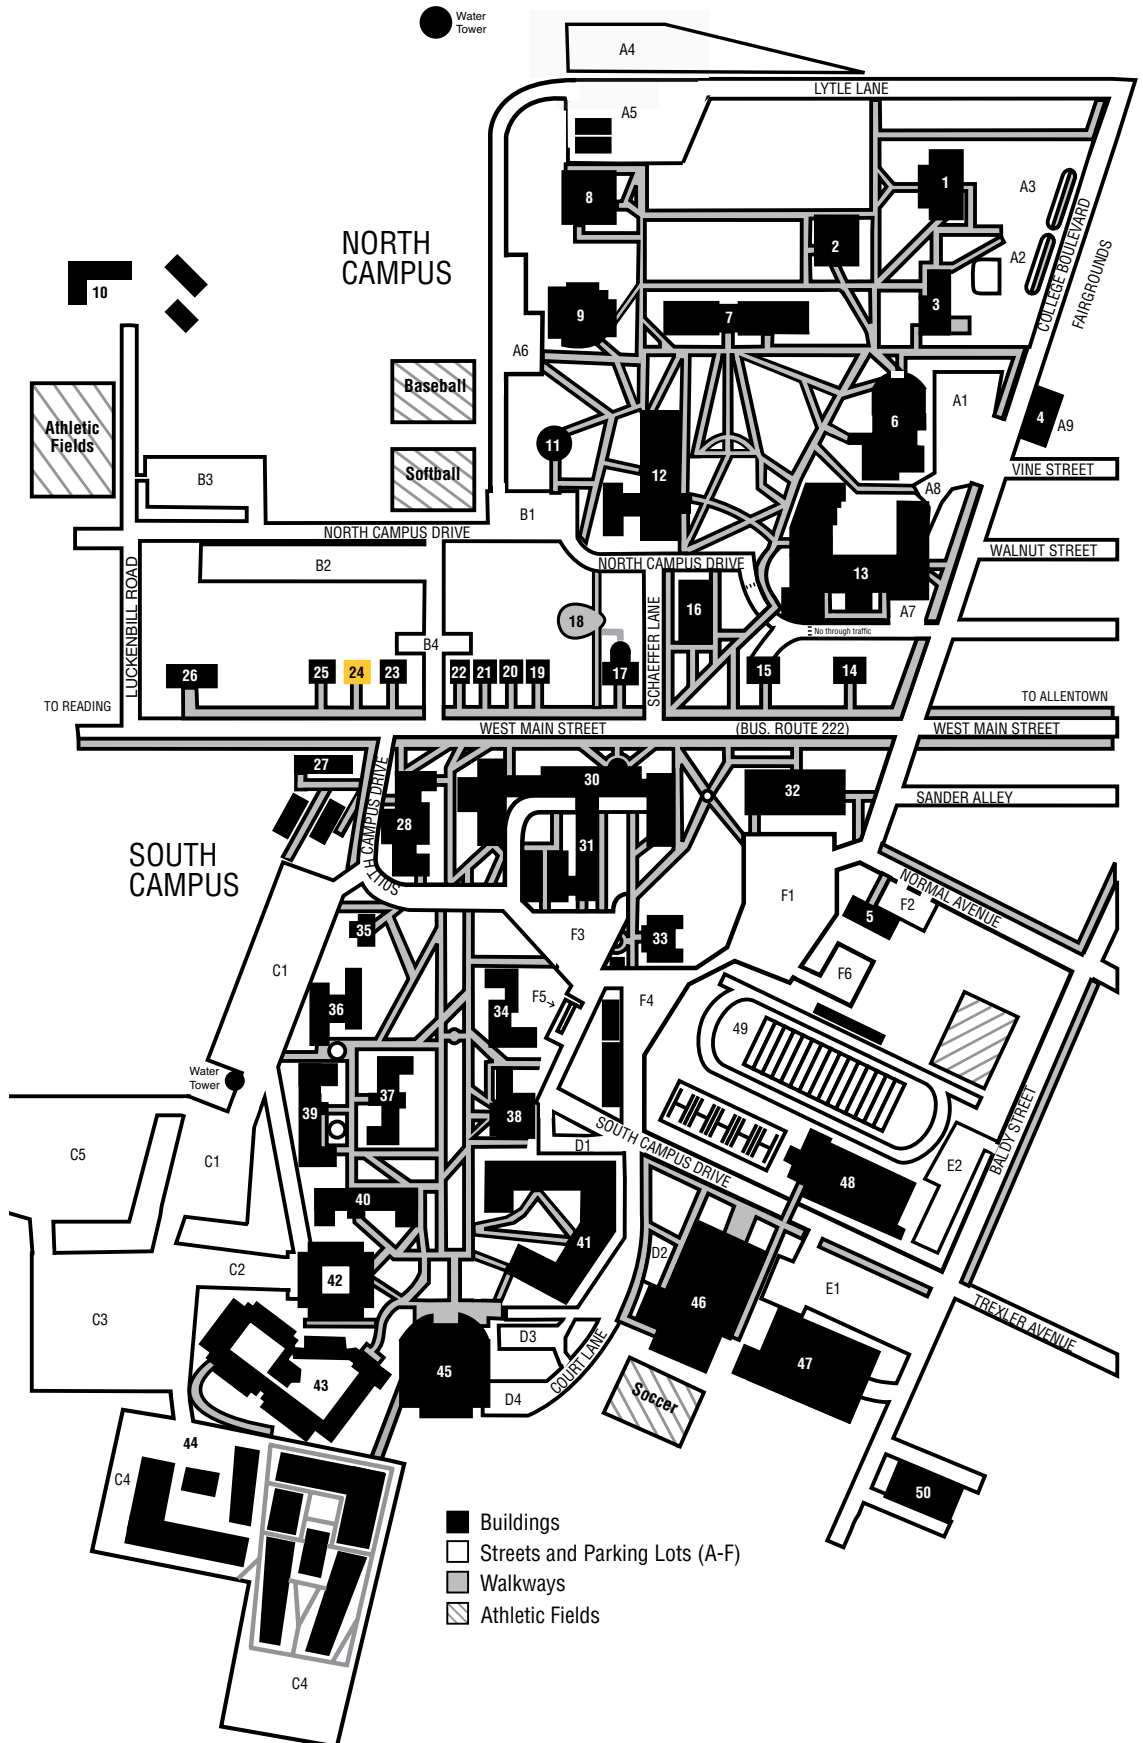 Water
Tower
A4
LYTLE LANE
A5
1
A3
8
NORTH
CAMPUS
2
A2
COLLEGE BOULEVARD
FAIRGROUNDS
10
3
9
7
A6
Baseball
A1
4
A9
Athletic
Fields
6
11
Softball
12
VINE STREET
B3
A8
B1
NORTH CAMPUS DRIVE
WALNUT STREET
B2
NORTH CAMPUS DRIVE
13
LUCKENBILL ROAD
16
A7
18
SCHAEFFER LANE
No through traffic
B4
26
25
24
23
22
21
20
19
17
15
14
TO READING
TO ALLENTOWN
WEST MAIN STREET
(BUS. ROUTE 222)
WEST MAIN STREET
27
30
32
SANDER ALLEY
SOUTH CAMPUS DRIVE
28
31
SOUTH
CAMPUS
NORMAL AVENUE
F1
F2
5
35
F3
33
C1
F6
36
34
F5
F4
49
Water
Tower
37
39
38
SOUTH CAMPUS DRIVE
BALDY STREET
C5
C1
D1
E2
48
40
41
D2
C2
42
E1
46
C3
TREXLER AVENUE
D3
COURT LANE
47
43
45
D4
Soccer
44
C4
50
Buildings
Streets and Parking Lots (A-F)
Walkways
Athletic Fields
C4